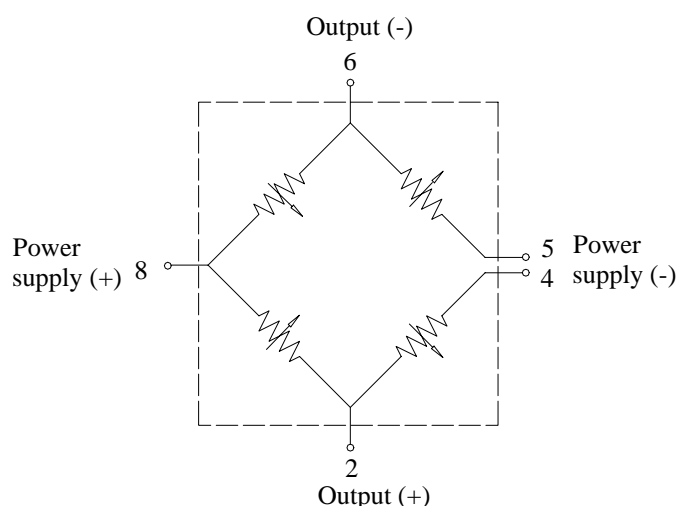 Output (-)
6
Power
supply (+)
8
5
4
Power
supply (-)
2
Output (+)